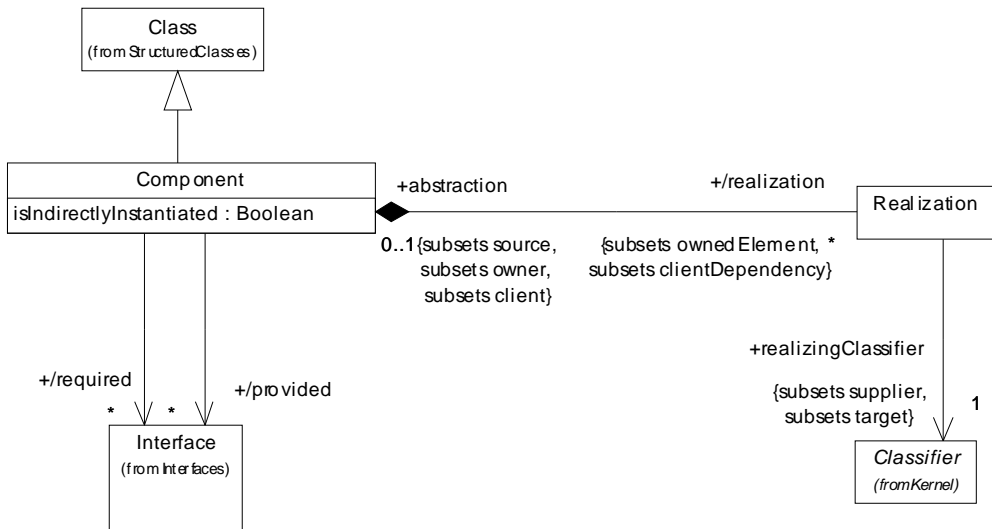 Class
(from StructuredClasses)
Component
isIndirectlyInstantiated : Boolean
+abstraction
+/realization
Realization
0..1{subsets source,
subsets owner,
subsets client}
{subsets ownedElement, *
subsets clientDependency}
+realizingClassifier
{subsets supplier,
subsets target}
1
+/required
*
+/provided
*
Interface
(from Interfaces)
Classifier
(from Kernel)